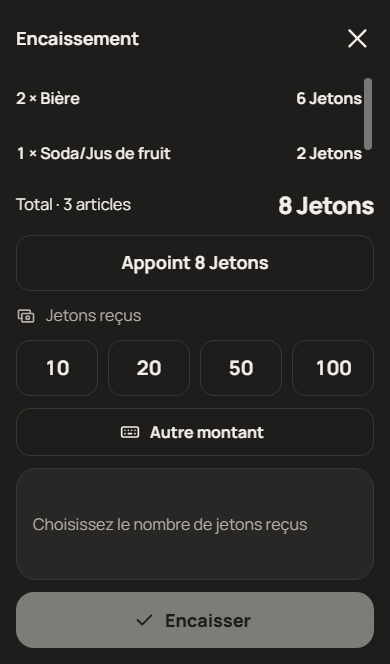 Encaissement
2 × Bière 6 Jetons
1 × Soda/Jus de fruit 2 Jetons
Total · 3 articles 8 Jetons
Appoint 8 Jetons
Jetons reçus
10 20 50 100
Autre montant
Choisissez le nombre de jetons reçus
Encaisser